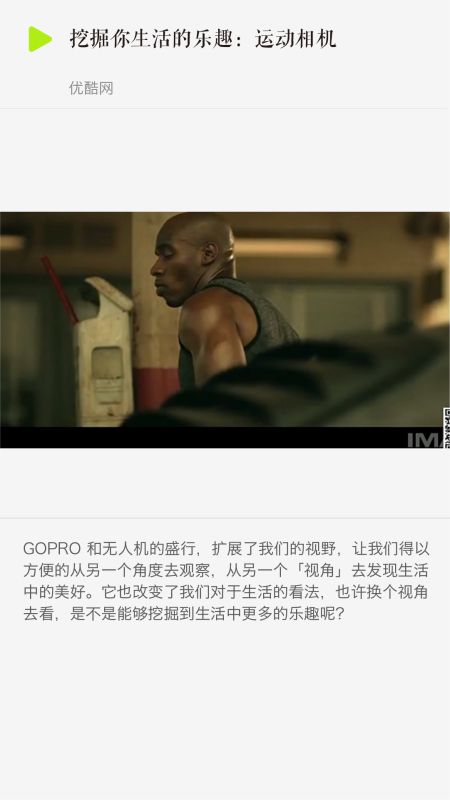 挖掘你生活的乐趣：运动相机
优酷网
GOPRO 和无人机的盛行，扩展了我们的视野，让我们得以
方便的从另一个角度去观察，从另一个「视角」去发现生活
中的美好。它也改变了我们对于生活的看法，也许换个视角
去看，是不是能够挖掘到生活中更多的乐趣呢？